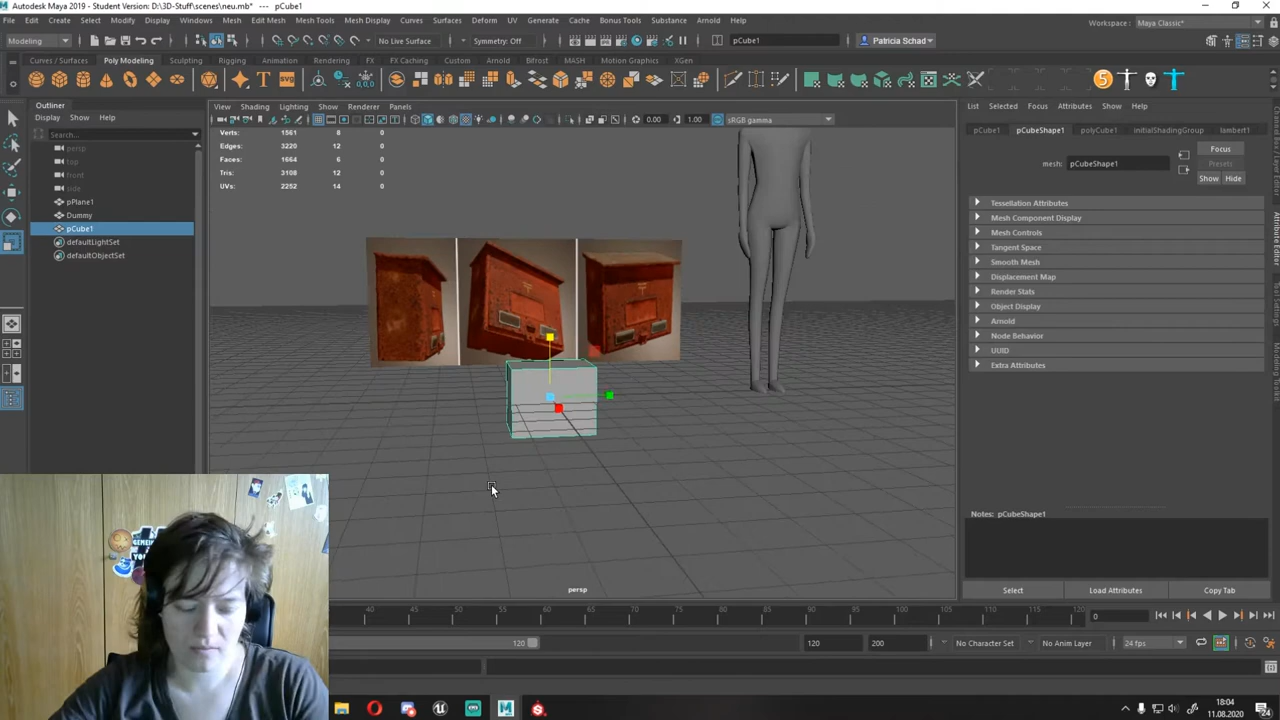 Autodesk Maya 2019 - Student Version: D:\3D-Stuff\scenes\neu.mb*  ---  pCube1
File Edit Create Select Modify Display Windows Mesh Edit Mesh Mesh Tools Mesh Display Curves Surfaces Deform UV Generate Cache Bonus Tools Substance Arnold Help
Workspace : Maya Classic*
Modeling No Live Surface Symmetry: Off pCube1 Patricia Schad
Curves / Surfaces Poly Modeling Sculpting Rigging Animation Rendering FX FX Caching Custom Arnold Bifrost MASH Motion Graphics XGen
Outliner
Display Show Help
Search...
persp
top
front
side
pPlane1
Dummy
pCube1
defaultLightSet
defaultObjectSet
View Shading Lighting Show Renderer Panels
0.00 1.00 sRGB gamma
Verts: 1561 8 0
Edges: 3220 12 0
Faces: 1664 6 0
Tris: 3108 12 0
UVs: 2252 14 0
persp
List Selected Focus Attributes Show Help
pCube1 pCubeShape1 polyCube1 initialShadingGroup lambert1
mesh: pCubeShape1
Focus
Presets
Show Hide
Tessellation Attributes
Mesh Component Display
Mesh Controls
Tangent Space
Smooth Mesh
Displacement Map
Render Stats
Object Display
Arnold
Node Behavior
UUID
Extra Attributes
Notes: pCubeShape1
Select Load Attributes Copy Tab
40 45 50 55 60 65 70 75 80 85 90 95 100 105 110 115 120 0
120 120 200 No Character Set No Anim Layer 24 fps
18:04
11.08.2020